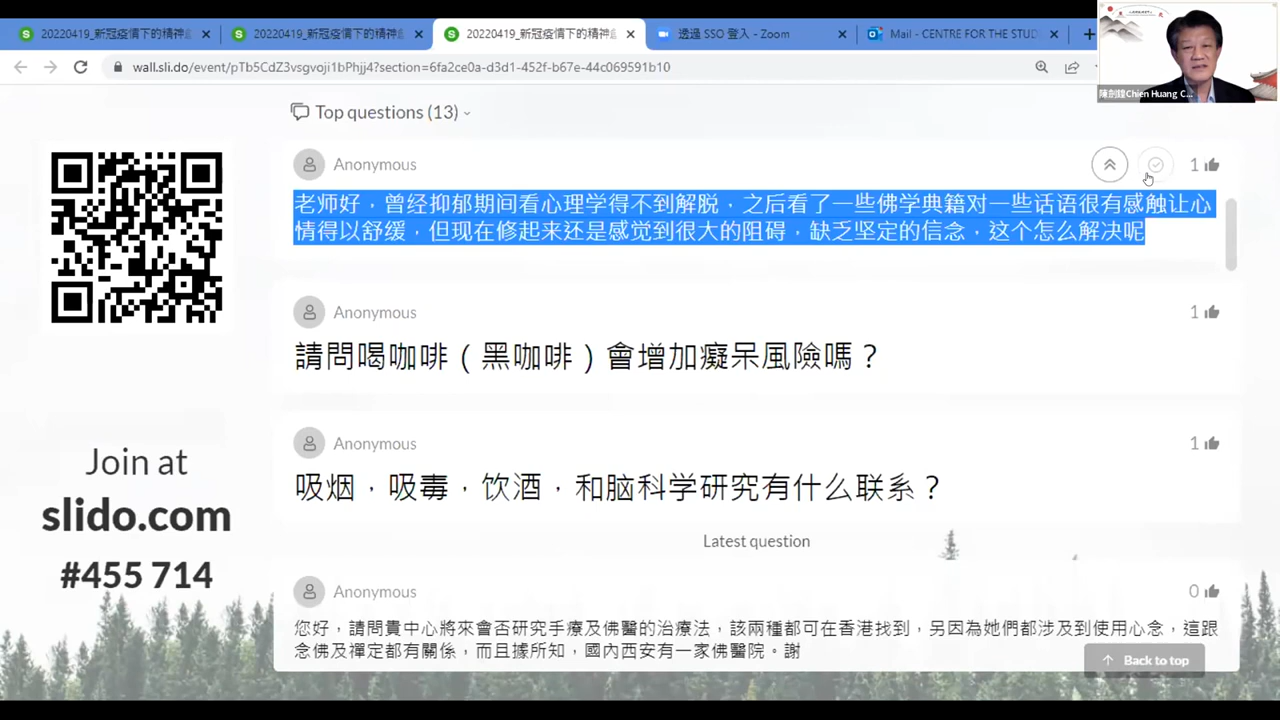 20220419_新冠疫情下的精神
20220419_新冠疫情下的精神
20220419_新冠疫情下的精神
透過 SSO 登入 - Zoom
Mail - CENTRE FOR THE STUD
wall.sli.do/event/pTb5CdZ3vsgvoji1bPhjj4?section=6fa2ce0a-d3d1-452f-b67e-44c069591b10
陳劍鍠Chien Huang C...
Top questions (13)
Anonymous
1
老师好，曾经抑郁期间看心理学得不到解脱，之后看了一些佛学典籍对一些话语很有感触让心
情得以舒缓，但现在修起来还是感觉到很大的阻碍，缺乏坚定的信念，这个怎么解决呢
Anonymous
1
請問喝咖啡（黑咖啡）會增加癡呆風險嗎？
Anonymous
1
吸烟，吸毒，饮酒，和脑科学研究有什么联系？
Join at
slido.com
#455 714
Latest question
Anonymous
0
您好，請問貴中心將來會否研究手療及佛醫的治療法，該兩種都可在香港找到，另因為她們都涉及到使用心念，這跟
念佛及禪定都有關係，而且據所知，國內西安有一家佛醫院。謝
Back to top